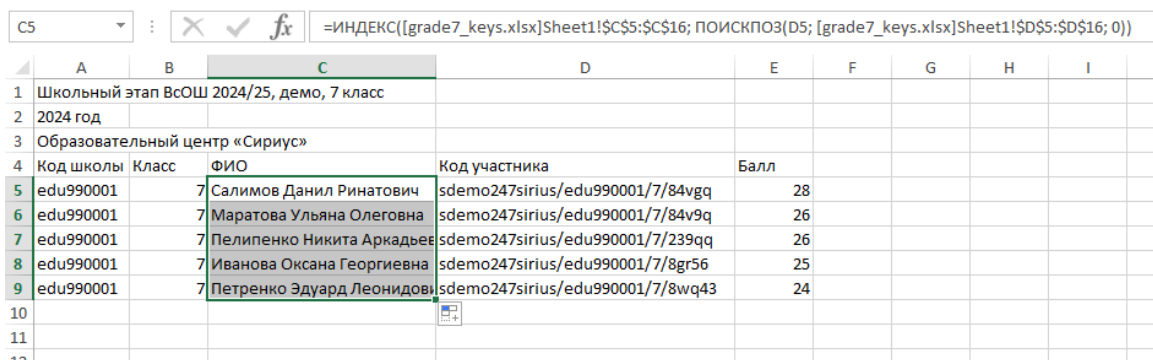 C5 fx =ИНДЕКС([grade7_keys.xlsx]Sheet1!$C$5:$C$16; ПОИСКПОЗ(D5; [grade7_keys.xlsx]Sheet1!$D$5:$D$16; 0))
A B C D E F G H I
1 Школьный этап ВсОШ 2024/25, демо, 7 класс
2 2024 год
3 Образовательный центр «Сириус»
4 Код школы Класс ФИО Код участника Балл
5 edu990001 7 Салимов Данил Ринатович sdemo247sirius/edu990001/7/84vgq 28
6 edu990001 7 Маратова Ульяна Олеговна sdemo247sirius/edu990001/7/84v9q 26
7 edu990001 7 Пелипенко Никита Аркадьев sdemo247sirius/edu990001/7/239qq 26
8 edu990001 7 Иванова Оксана Георгиевна sdemo247sirius/edu990001/7/8gr56 25
9 edu990001 7 Петренко Эдуард Леонидови sdemo247sirius/edu990001/7/8wq43 24
10
11